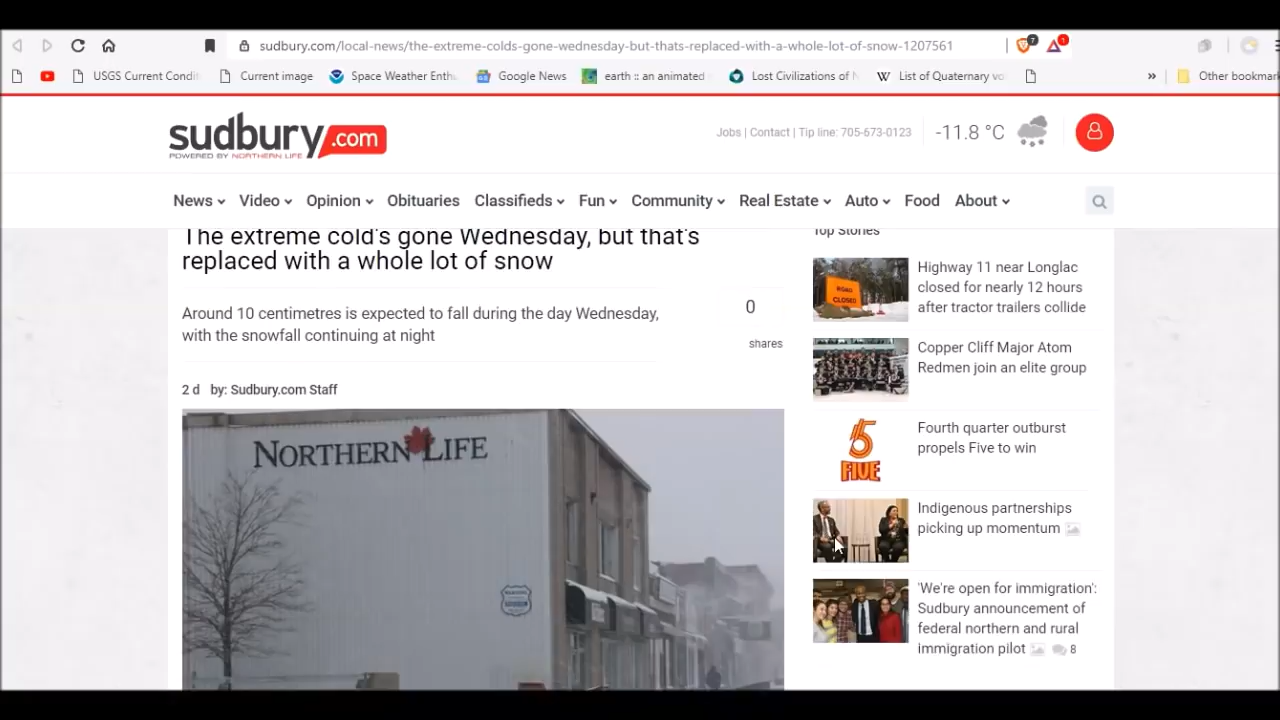 sudbury.com/local-news/the-extreme-colds-gone-wednesday-but-thats-replaced-with-a-whole-lot-of-snow-1207561
7
1
USGS Current Condi
Current image
Space Weather Enthu
Google News
earth :: an animated
Lost Civilizations of N
List of Quaternary vo
»
Other bookmark
sudbury.com
POWERED BY NORTHERN LIFE
Jobs | Contact | Tip line: 705-673-0123
-11.8 °C
News
Video
Opinion
Obituaries
Classifieds
Fun
Community
Real Estate
Auto
Food
About
The extreme cold's gone Wednesday, but that's
replaced with a whole lot of snow
Around 10 centimetres is expected to fall during the day Wednesday,
with the snowfall continuing at night
0
shares
2 d by: Sudbury.com Staff
NORTHERN LIFE
Top Stories
ROAD
CLOSED
Highway 11 near Longlac
closed for nearly 12 hours
after tractor trailers collide
Copper Cliff Major Atom
Redmen join an elite group
5
FIVE
Fourth quarter outburst
propels Five to win
Indigenous partnerships
picking up momentum
'We're open for immigration':
Sudbury announcement of
federal northern and rural
immigration pilot 8